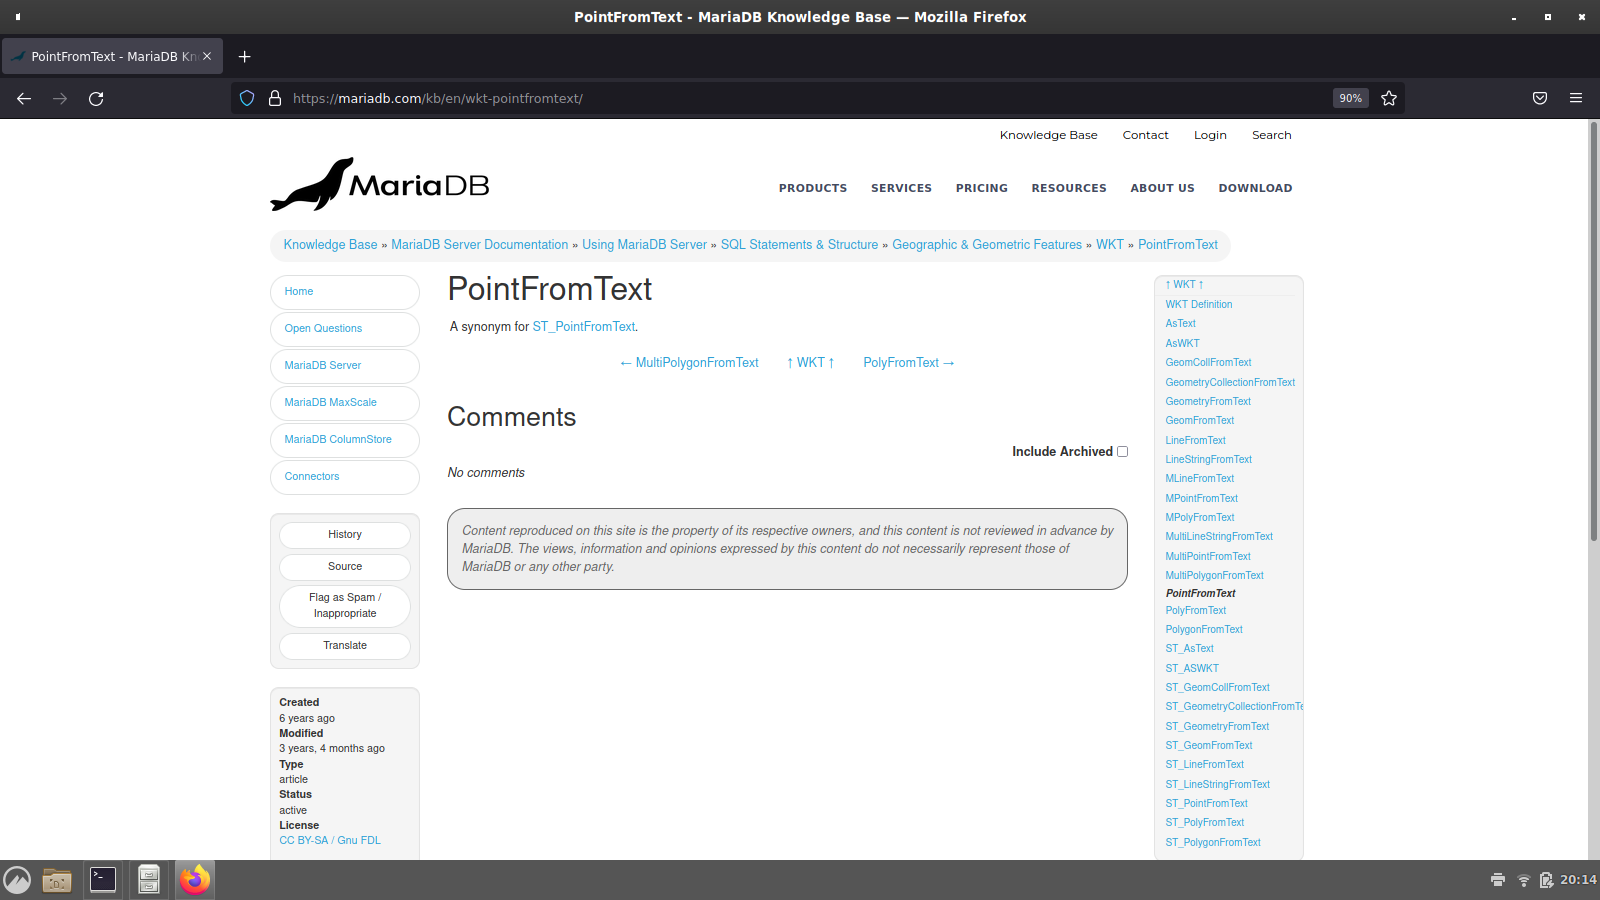 PointFromText - MariaDB Knowledge Base — Mozilla Firefox
PointFromText - MariaDB Kn
https://mariadb.com/kb/en/wkt-pointfromtext/
90%
Knowledge Base Contact Login Search
MariaDB
PRODUCTS SERVICES PRICING RESOURCES ABOUT US DOWNLOAD
Knowledge Base » MariaDB Server Documentation » Using MariaDB Server » SQL Statements & Structure » Geographic & Geometric Features » WKT » PointFromText
Home
Open Questions
MariaDB Server
MariaDB MaxScale
MariaDB ColumnStore
Connectors
History
Source
Flag as Spam /
Inappropriate
Translate
Created
6 years ago
Modified
3 years, 4 months ago
Type
article
Status
active
License
CC BY-SA / Gnu FDL
PointFromText
A synonym for ST_PointFromText.
← MultiPolygonFromText ↑ WKT ↑ PolyFromText →
Comments
Include Archived
No comments
Content reproduced on this site is the property of its respective owners, and this content is not reviewed in advance by
MariaDB. The views, information and opinions expressed by this content do not necessarily represent those of
MariaDB or any other party.
↑ WKT ↑
WKT Definition
AsText
AsWKT
GeomCollFromText
GeometryCollectionFromText
GeometryFromText
GeomFromText
LineFromText
LineStringFromText
MLineFromText
MPointFromText
MPolyFromText
MultiLineStringFromText
MultiPointFromText
MultiPolygonFromText
PointFromText
PolyFromText
PolygonFromText
ST_AsText
ST_ASWKT
ST_GeomCollFromText
ST_GeometryCollectionFromTe
ST_GeometryFromText
ST_GeomFromText
ST_LineFromText
ST_LineStringFromText
ST_PointFromText
ST_PolyFromText
ST_PolygonFromText
20:14